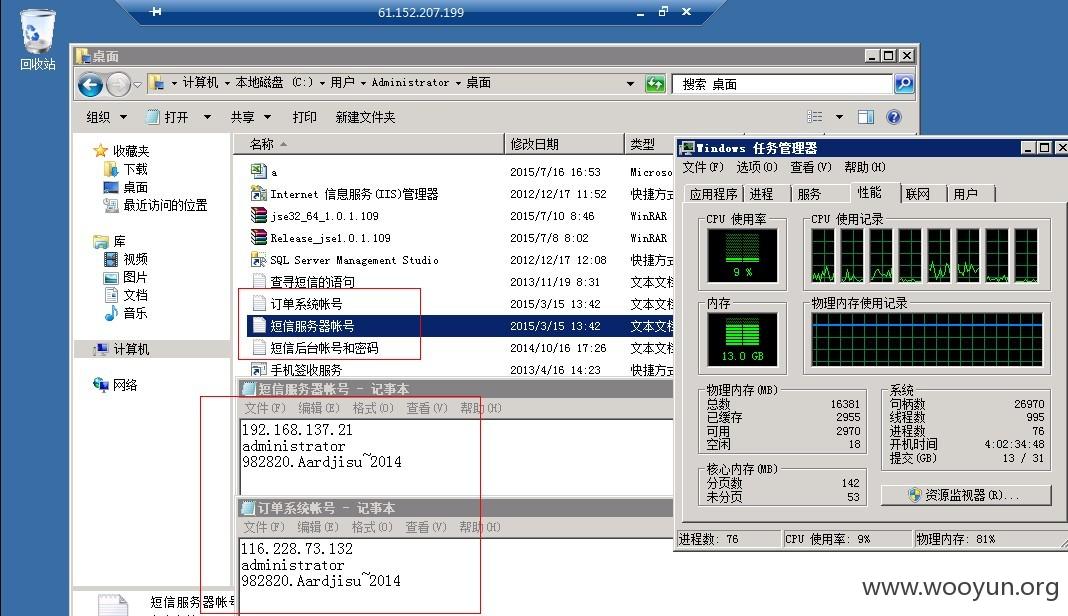 61.152.207.199
回收站
桌面
计算机 本地磁盘 (C:) 用户 Administrator 桌面
搜索 桌面
组织 打开 共享 打印 新建文件夹
收藏夹
下载
桌面
最近访问的位置
库
视频
图片
文档
音乐
计算机
网络
名称 修改日期 类型
a 2015/7/16 16:53 Microso
Internet 信息服务(IIS)管理器 2012/12/17 11:52 快捷方式
jse32_64_1.0.1.109 2015/7/10 8:46 WinRAR
Release_jse1.0.1.109 2015/7/8 8:02 WinRAR
SQL Server Management Studio 2012/12/17 12:08 快捷方式
查寻短信的语句 2013/11/19 8:31 文本文档
订单系统帐号 2015/3/15 13:42 文本文档
短信服务器帐号 2015/3/15 13:42 文本文档
短信后台帐号和密码 2014/10/16 17:26 文本文档
手机签收服务 2013/4/16 14:23 快捷方式
短信服务器帐号 - 记事本
文件(F) 编辑(E) 格式(O) 查看(V) 帮助(H)
192.168.137.21
administrator
982820.Aardjisu~2014
订单系统帐号 - 记事本
文件(F) 编辑(E) 格式(O) 查看(V) 帮助(H)
116.228.73.132
administrator
982820.Aardjisu~2014
短信服务器帐号
Windows 任务管理器
文件(F) 选项(O) 查看(V) 帮助(H)
应用程序 进程 服务 性能 联网 用户
CPU 使用率 CPU 使用记录
9 %
内存 物理内存使用记录
13.0 GB
物理内存(MB)
总数 16381
已缓存 2955
可用 2970
空闲 18
核心内存(MB)
分页数 142
未分页 53
系统
句柄数 26970
线程数 995
进程数 76
开机时间 4:02:34:48
提交(GB) 13 / 31
资源监视器(R)...
进程数: 76 CPU 使用率: 9% 物理内存: 81%
www.wooyun.org